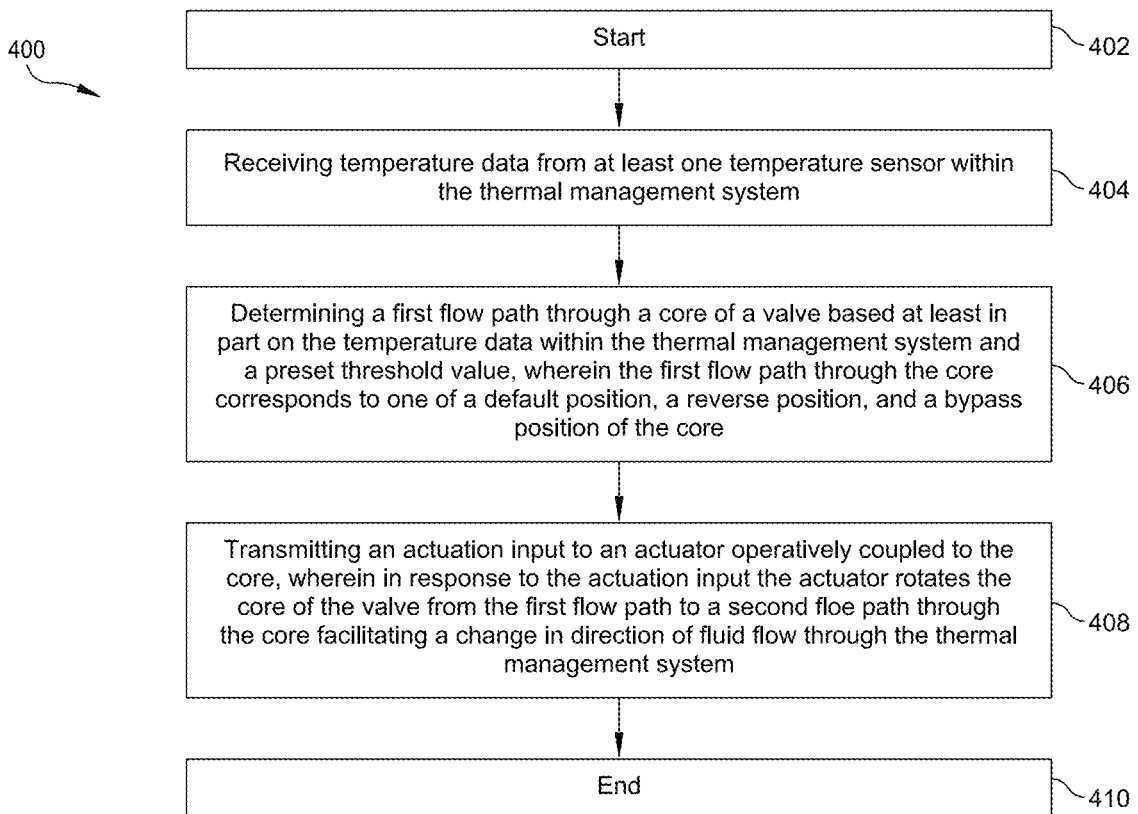 400
Start
402
Receiving temperature data from at least one temperature sensor within
the thermal management system
404
Determining a first flow path through a core of a valve based at least in
part on the temperature data within the thermal management system and
a preset threshold value, wherein the first flow path through the core
corresponds to one of a default position, a reverse position, and a bypass
position of the core
406
Transmitting an actuation input to an actuator operatively coupled to the
core, wherein in response to the actuation input the actuator rotates the
core of the valve from the first flow path to a second floe path through
the core facilitating a change in direction of fluid flow through the thermal
management system
408
End
410